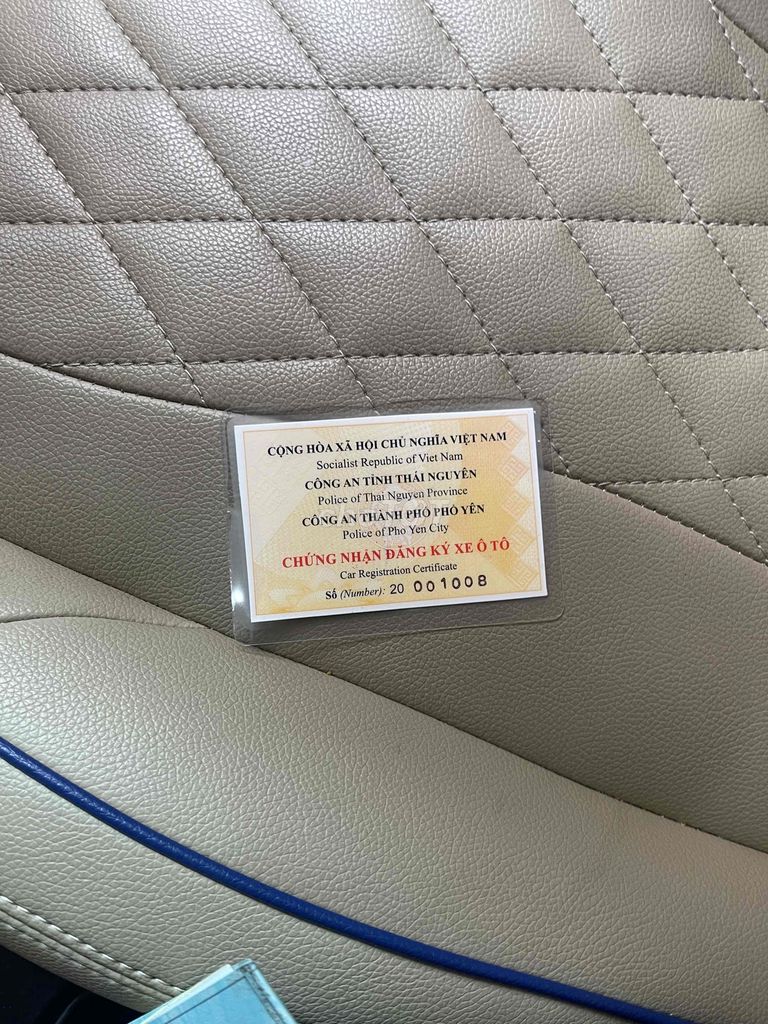 CỘNG HÒA XÃ HỘI CHỦ NGHĨA VIỆT NAM
Socialist Republic of Viet Nam
CÔNG AN TỈNH THÁI NGUYÊN
Police of Thai Nguyen Province
CÔNG AN THÀNH PHỐ PHỔ YÊN
Police of Pho Yen City
CHỨNG NHẬN ĐĂNG KÝ XE Ô TÔ
Car Registration Certificate
Số (Number): 20 001008